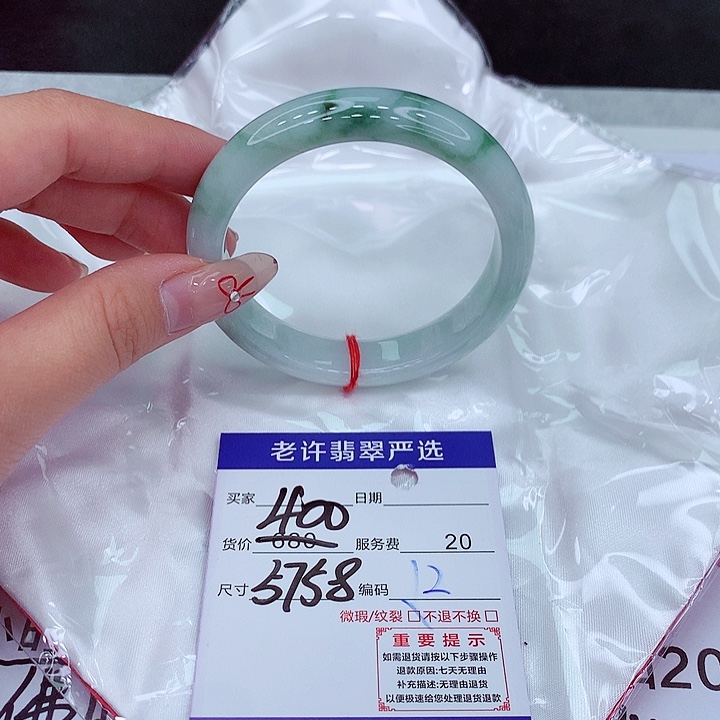 老许翡翠严选
买家 日期
400
货价 680 服务费 20
尺寸 5758 编码 12
微瑕/纹裂 □不退不换 □
重要提示
如需退货请按以下步骤操作
退款原因:七天无理由
补充描述:无理由退货
以便极速给您处理退货退款